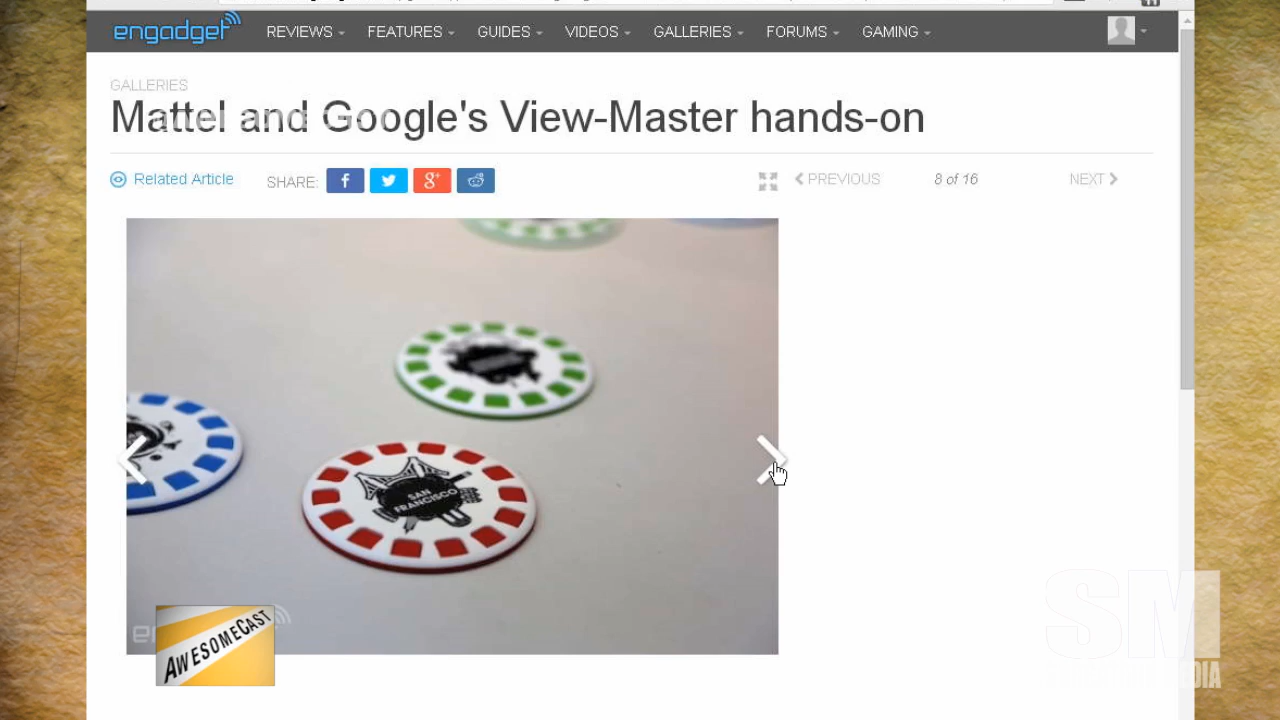 engadget
REVIEWS FEATURES GUIDES VIDEOS GALLERIES FORUMS GAMING
GALLERIES
Mattel and Google's View-Master hands-on
Related Article SHARE: PREVIOUS 8 of 16 NEXT
SAN
FRANCISCO
AWESOMECAST
SM